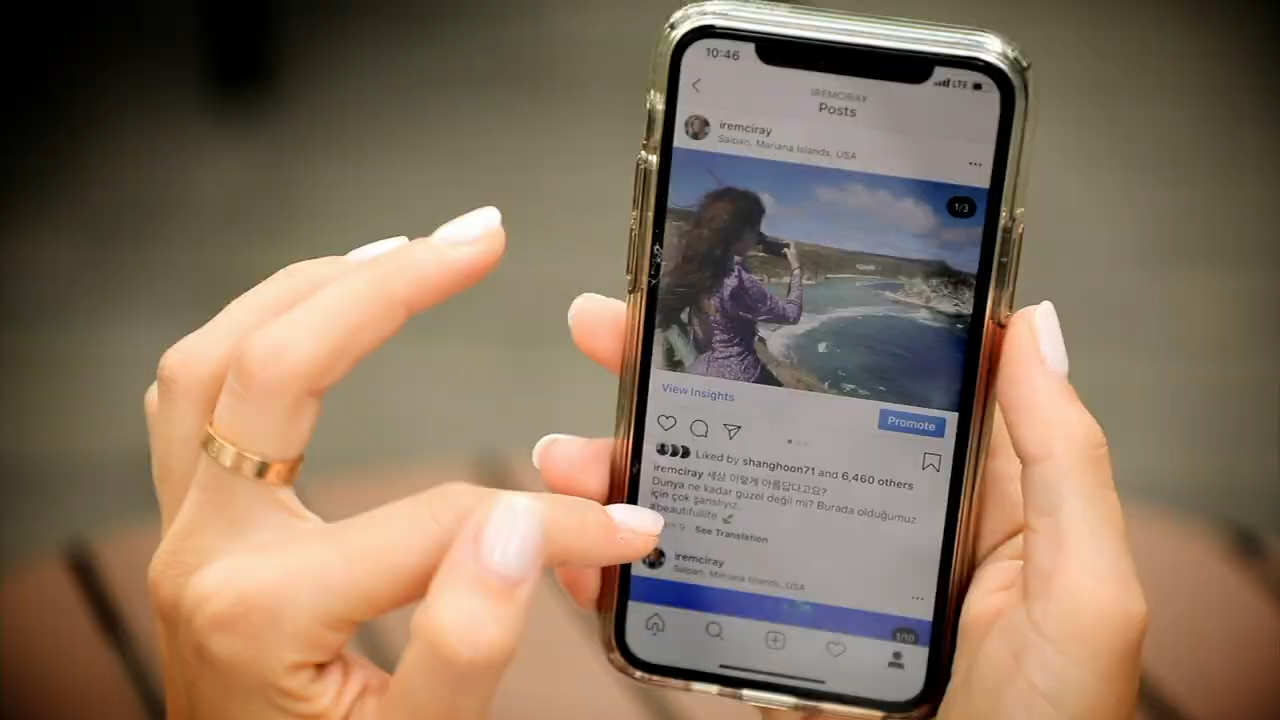 10:46
LTE
IREMCIRAY
Posts
iremciray
Saipan, Mariana Islands, USA
1/3
View Insights
Promote
Liked by shanghoon71 and 6,460 others
iremciray 세상 이렇게 아름답다고요?
Dünya ne kadar güzel değil mi? Burada olduğumuz
için çok şanslıyız.
#beautifullife
9 See Translation
iremciray
Saipan, Mariana Islands, USA
1/10